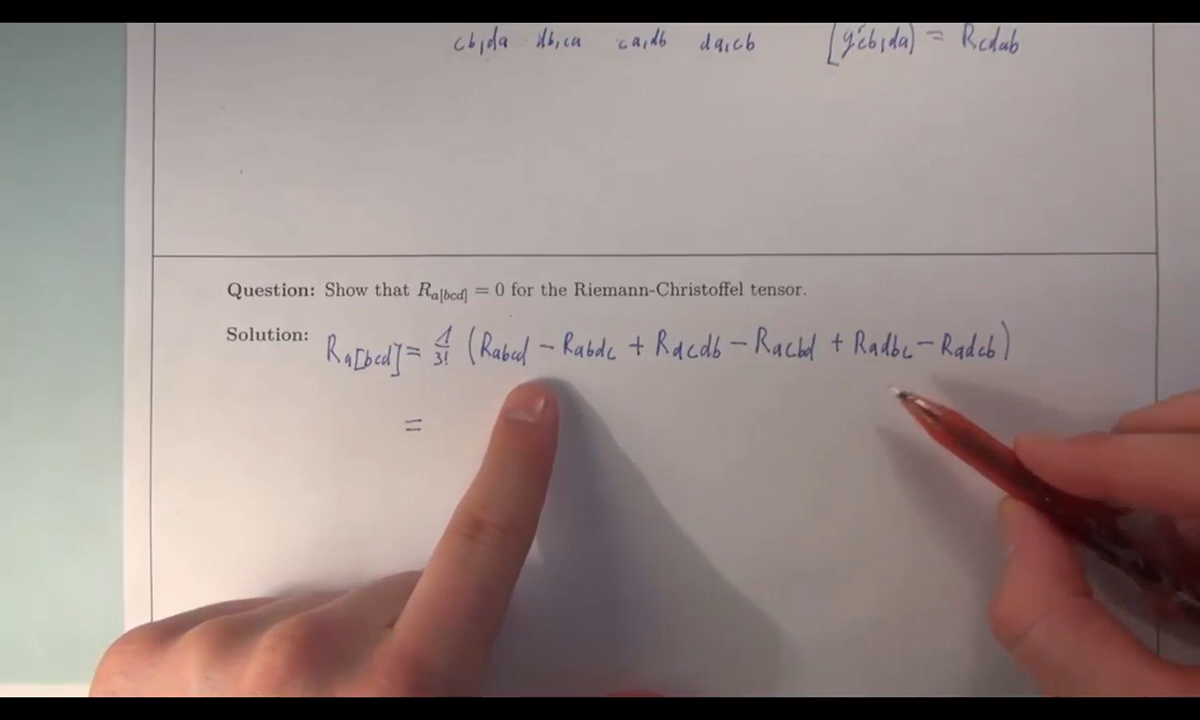 cb,da db,ca ca,db da,cb [y'cb,da) = Rcdab
Question: Show that Ra[bcd] = 0 for the Riemann-Christoffel tensor.
Solution: Ra[bcd] = 1/3! (Rabcd - Rabdc + Racdb - Racbd + Radbc - Radcb)
=